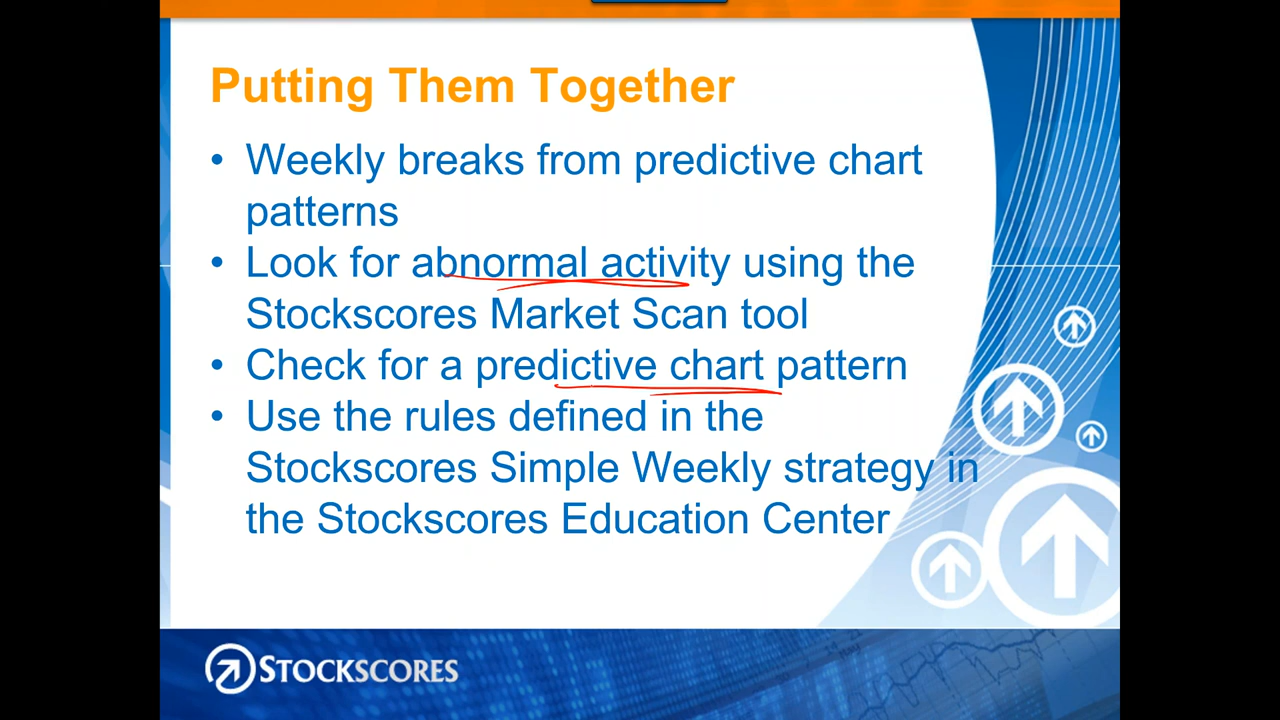 Putting Them Together
• Weekly breaks from predictive chart
patterns
• Look for abnormal activity using the
Stockscores Market Scan tool
• Check for a predictive chart pattern
• Use the rules defined in the
Stockscores Simple Weekly strategy in
the Stockscores Education Center
STOCKSCORES